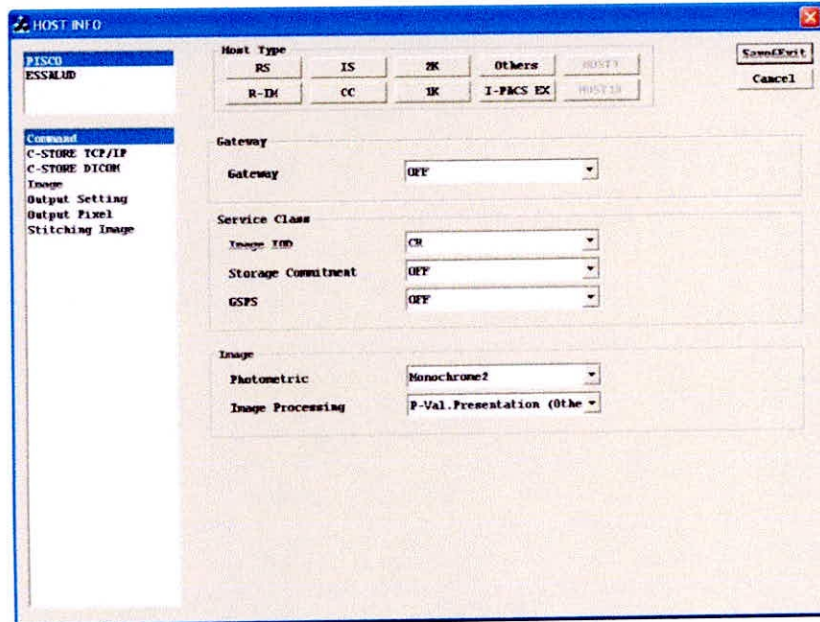 HOST INFO
PISCO
ESSALUD
Host Type
RS IS 2K Others HOST9
R-IM CC 1K I-PACS EX HOST10
Save&Exit
Cancel
Command
C-STORE TCP/IP
C-STORE DICOM
Image
Output Setting
Output Pixel
Stitching Image
Gateway
Gateway OFF
Service Class
Image IOD CR
Storage Commitment OFF
GSPS OFF
Image
Photometric Monochrome2
Image Processing P-Val.Presentation (Othe